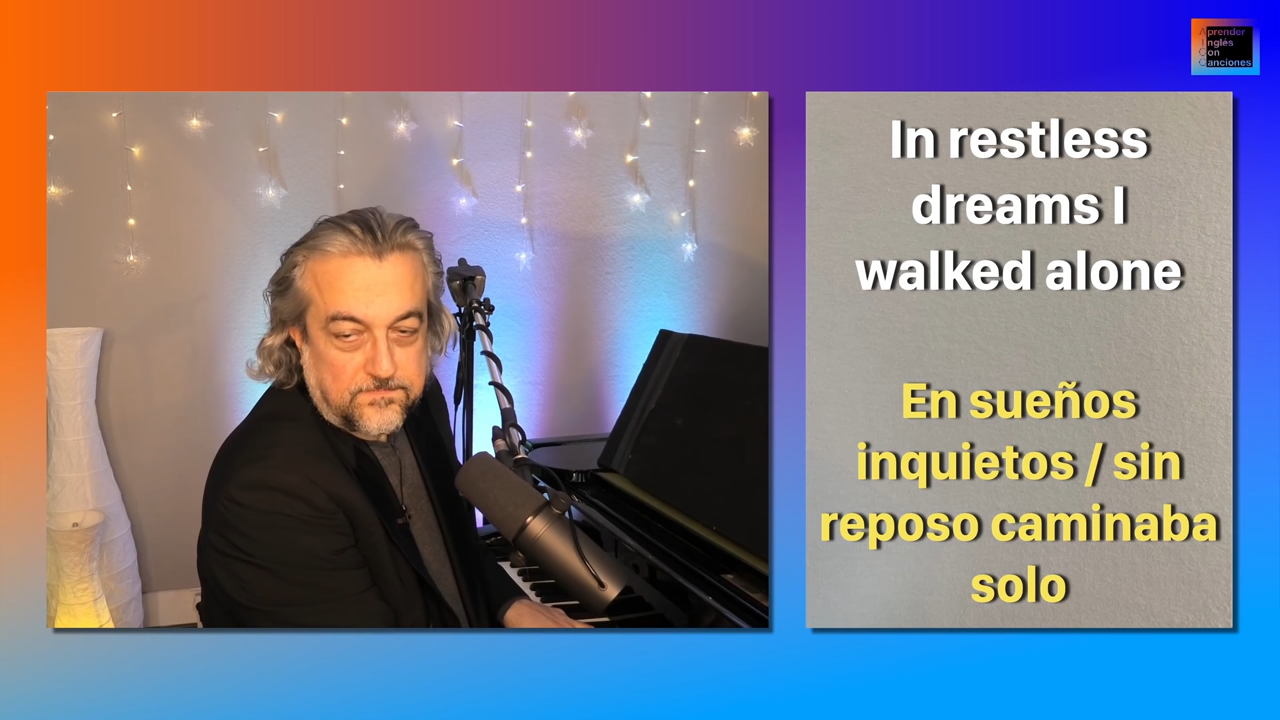 Aprender
Inglés
Con
Canciones
In restless
dreams I
walked alone
En sueños
inquietos / sin
reposo caminaba
solo